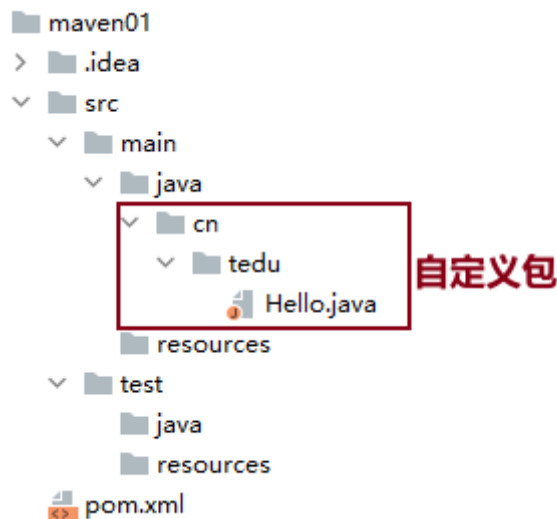 maven01
.idea
src
main
java
cn
tedu
自定义包
Hello.java
resources
test
java
resources
pom.xml